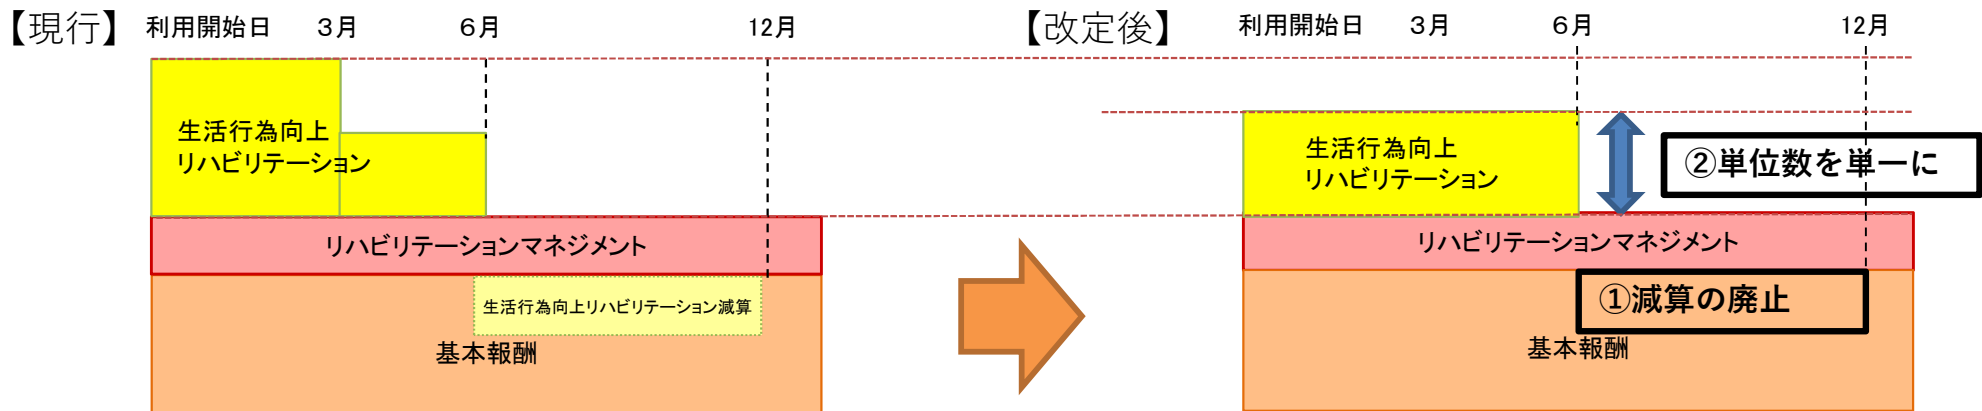 【現行】 利用開始日 3月 6月 12月
生活行為向上
リハビリテーション
リハビリテーションマネジメント
生活行為向上リハビリテーション減算
基本報酬
【改定後】 利用開始日 3月 6月 12月
生活行為向上
リハビリテーション
②単位数を単一に
リハビリテーションマネジメント
①減算の廃止
基本報酬